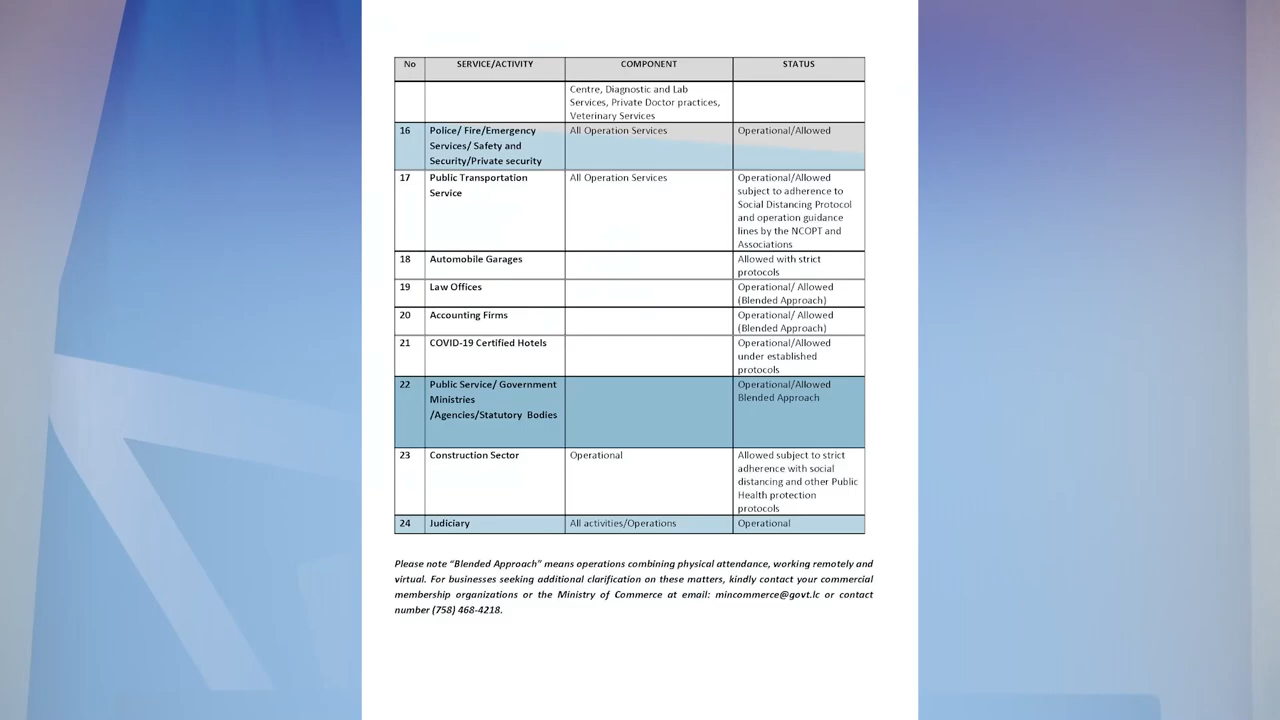 No SERVICE/ACTIVITY COMPONENT STATUS
Centre, Diagnostic and Lab
Services, Private Doctor practices,
Veterinary Services
16 Police/ Fire/Emergency All Operation Services Operational/Allowed
Services/ Safety and
Security/Private security
17 Public Transportation All Operation Services Operational/Allowed
Service subject to adherence to
Social Distancing Protocol
and operation guidance
lines by the NCOPT and
Associations
18 Automobile Garages Allowed with strict
protocols
19 Law Offices Operational/ Allowed
(Blended Approach)
20 Accounting Firms Operational/ Allowed
(Blended Approach)
21 COVID-19 Certified Hotels Operational/Allowed
under established
protocols
22 Public Service/ Government Operational/Allowed
Ministries Blended Approach
/Agencies/Statutory Bodies
23 Construction Sector Operational Allowed subject to strict
adherence with social
distancing and other Public
Health protection
protocols
24 Judiciary All activities/Operations Operational
Please note “Blended Approach” means operations combining physical attendance, working remotely and
virtual. For businesses seeking additional clarification on these matters, kindly contact your commercial
membership organizations or the Ministry of Commerce at email: mincommerce@govt.lc or contact
number (758) 468-4218.